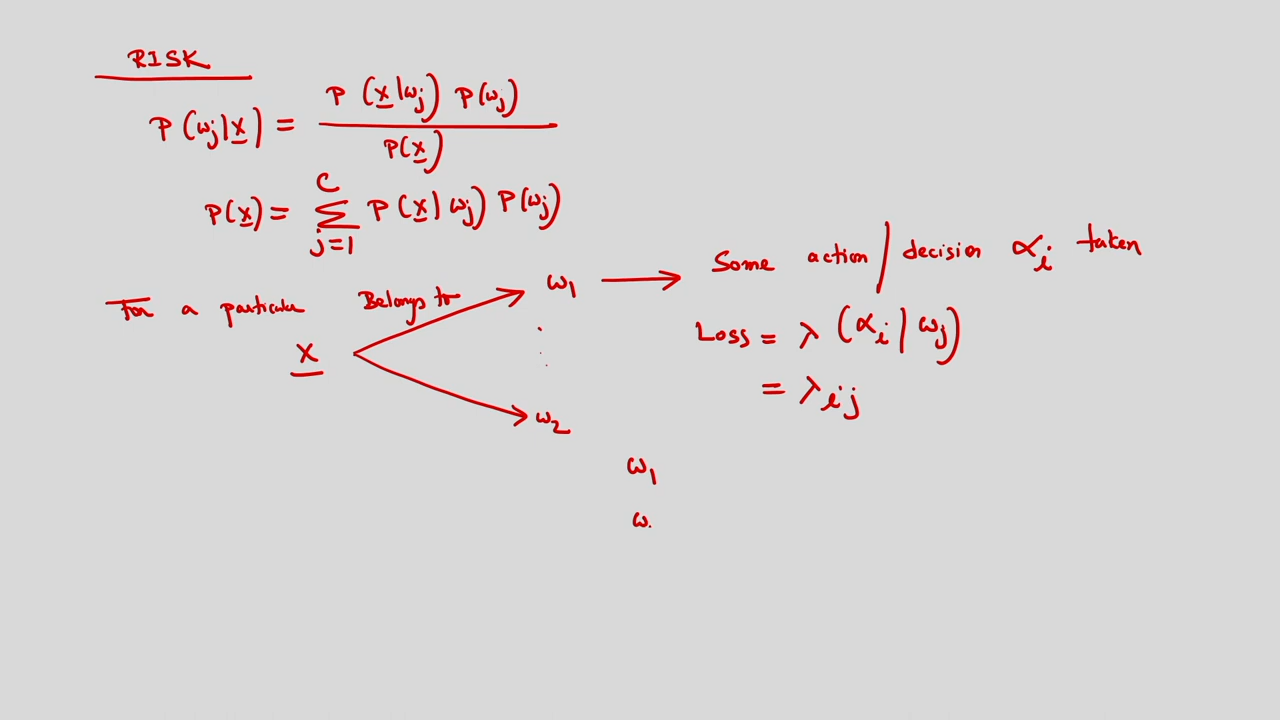 RISK
P(ωj|x) = P(x|ωj) P(ωj) / P(x)
P(x) = Σ_{j=1}^{C} P(x|ωj) P(ωj)
Some action / decision αi taken
For a particular x Belongs to ω1
⋮
ω2
Loss = λ(αi|ωj)
= λij
ω1
ω.